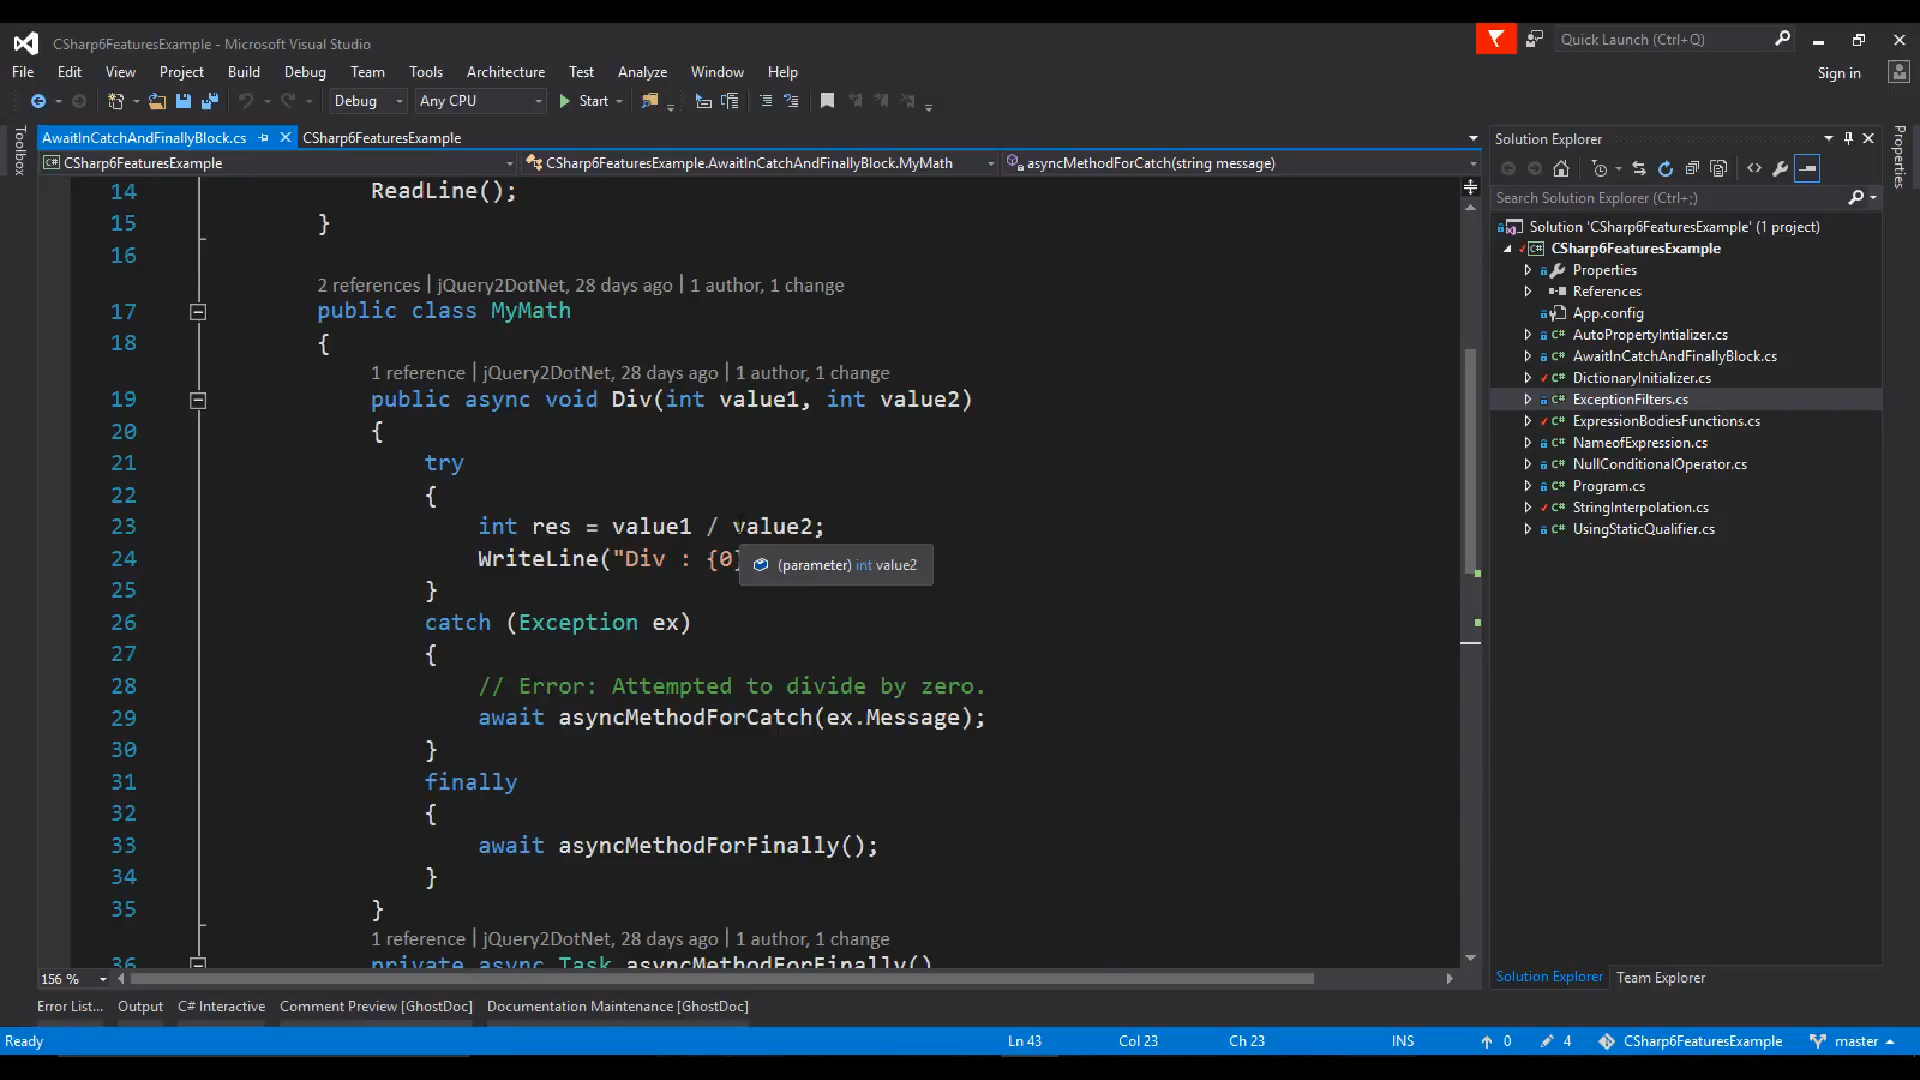 CSharp6FeaturesExample - Microsoft Visual Studio
Quick Launch (Ctrl+Q)
File Edit View Project Build Debug Team Tools Architecture Test Analyze Window Help
Sign in
Debug Any CPU Start
Toolbox
AwaitInCatchAndFinallyBlock.cs CSharp6FeaturesExample
CSharp6FeaturesExample CSharp6FeaturesExample.AwaitInCatchAndFinallyBlock.MyMath asyncMethodForCatch(string message)
14 ReadLine();
15 }
16
2 references | jQuery2DotNet, 28 days ago | 1 author, 1 change
17 public class MyMath
18 {
1 reference | jQuery2DotNet, 28 days ago | 1 author, 1 change
19 public async void Div(int value1, int value2)
20 {
21 try
22 {
23 int res = value1 / value2;
24 WriteLine("Div : {0}
(parameter) int value2
25 }
26 catch (Exception ex)
27 {
28 // Error: Attempted to divide by zero.
29 await asyncMethodForCatch(ex.Message);
30 }
31 finally
32 {
33 await asyncMethodForFinally();
34 }
35 }
1 reference | jQuery2DotNet, 28 days ago | 1 author, 1 change
36 private async Task asyncMethodForFinally()
156 %
Solution Explorer
Properties
Search Solution Explorer (Ctrl+;)
Solution 'CSharp6FeaturesExample' (1 project)
CSharp6FeaturesExample
Properties
References
App.config
AutoPropertyIntializer.cs
AwaitInCatchAndFinallyBlock.cs
DictionaryInitializer.cs
ExceptionFilters.cs
ExpressionBodiesFunctions.cs
NameofExpression.cs
NullConditionalOperator.cs
Program.cs
StringInterpolation.cs
UsingStaticQualifier.cs
Solution Explorer Team Explorer
Error List... Output C# Interactive Comment Preview [GhostDoc] Documentation Maintenance [GhostDoc]
Ready Ln 43 Col 23 Ch 23 INS 0 4 CSharp6FeaturesExample master